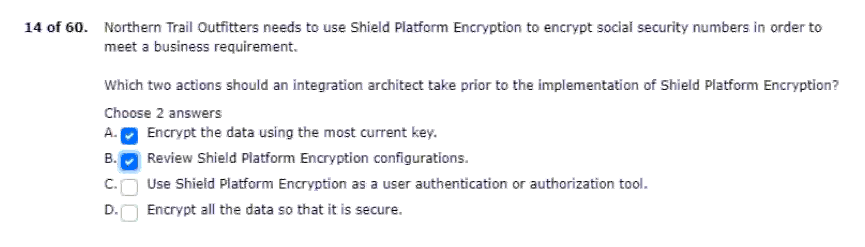 14 of 60. Northern Trail Outfitters needs to use Shield Platform Encryption to encrypt social security numbers in order to
meet a business requirement.
Which two actions should an integration architect take prior to the implementation of Shield Platform Encryption?
Choose 2 answers
A. Encrypt the data using the most current key.
B. Review Shield Platform Encryption configurations.
C. Use Shield Platform Encryption as a user authentication or authorization tool.
D. Encrypt all the data so that it is secure.